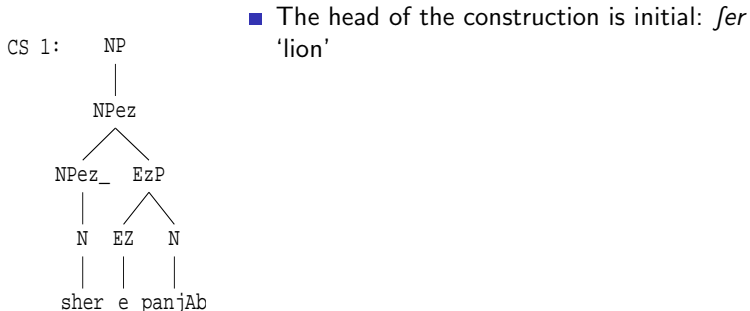 The head of the construction is initial: ʃer
‘lion’
CS 1: NP
NPez
NPez_ EzP
N EZ N
sher e panjAb